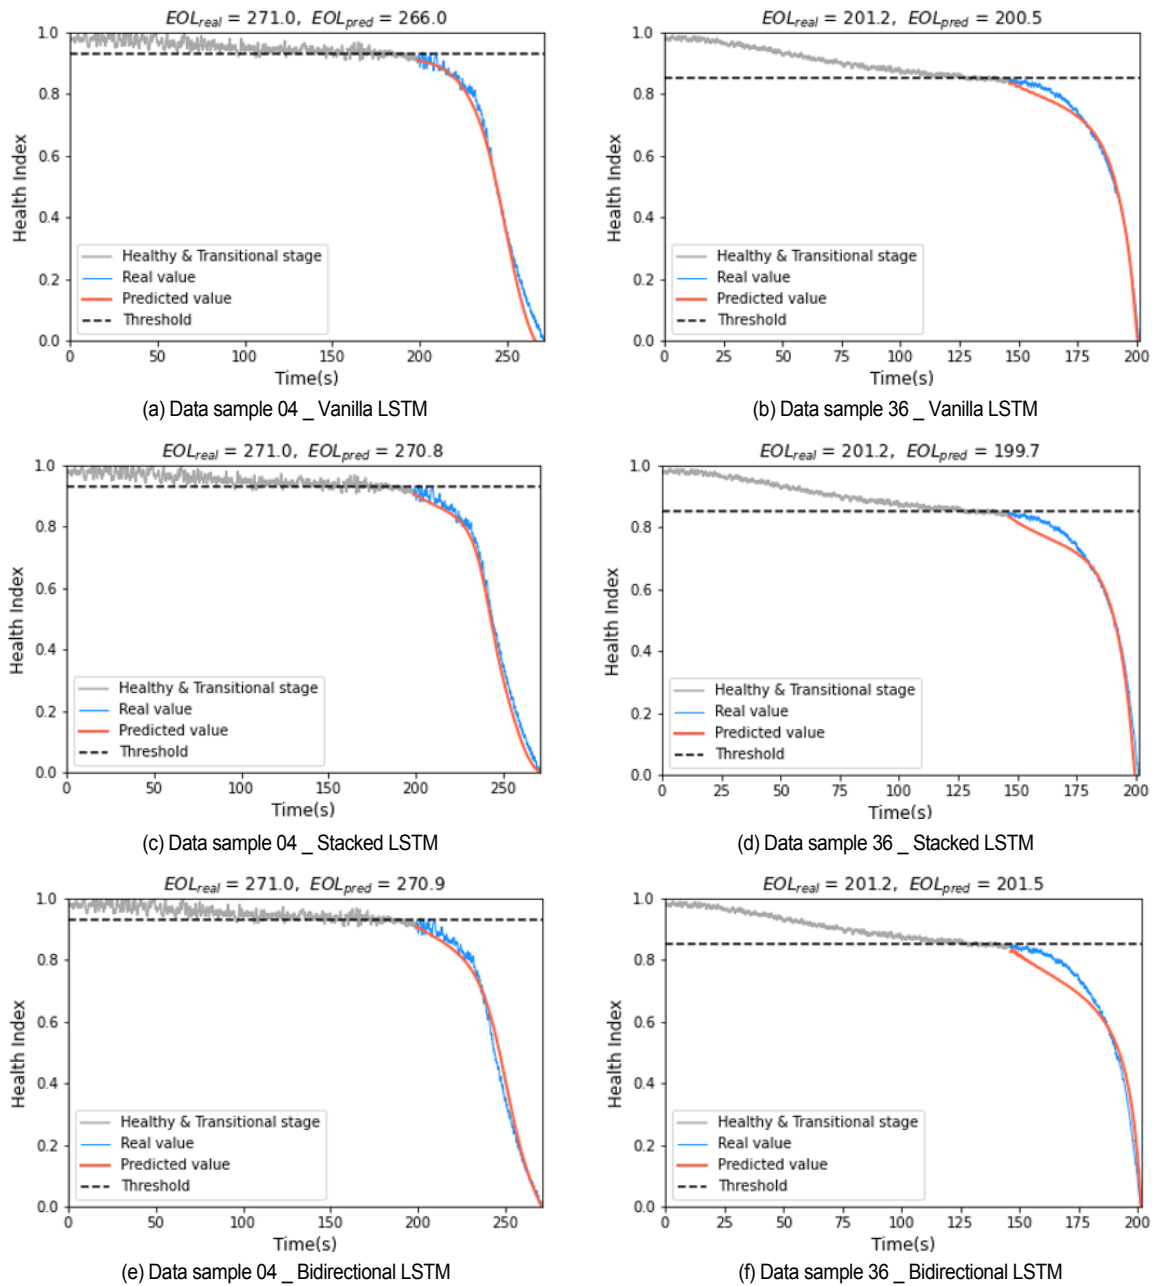 EOL_real = 271.0, EOL_pred = 266.0
1.0
0.8
0.6
0.4
0.2
0.0
Health Index
Healthy & Transitional stage
Real value
Predicted value
Threshold
0 50 100 150 200 250
Time(s)
(a) Data sample 04 _ Vanilla LSTM
EOL_real = 201.2, EOL_pred = 200.5
1.0
0.8
0.6
0.4
0.2
0.0
Health Index
Healthy & Transitional stage
Real value
Predicted value
Threshold
0 25 50 75 100 125 150 175 200
Time(s)
(b) Data sample 36 _ Vanilla LSTM
EOL_real = 271.0, EOL_pred = 270.8
1.0
0.8
0.6
0.4
0.2
0.0
Health Index
Healthy & Transitional stage
Real value
Predicted value
Threshold
0 50 100 150 200 250
Time(s)
(c) Data sample 04 _ Stacked LSTM
EOL_real = 201.2, EOL_pred = 199.7
1.0
0.8
0.6
0.4
0.2
0.0
Health Index
Healthy & Transitional stage
Real value
Predicted value
Threshold
0 25 50 75 100 125 150 175 200
Time(s)
(d) Data sample 36 _ Stacked LSTM
EOL_real = 271.0, EOL_pred = 270.9
1.0
0.8
0.6
0.4
0.2
0.0
Health Index
Healthy & Transitional stage
Real value
Predicted value
Threshold
0 50 100 150 200 250
Time(s)
(e) Data sample 04 _ Bidirectional LSTM
EOL_real = 201.2, EOL_pred = 201.5
1.0
0.8
0.6
0.4
0.2
0.0
Health Index
Healthy & Transitional stage
Real value
Predicted value
Threshold
0 25 50 75 100 125 150 175 200
Time(s)
(f) Data sample 36 _ Bidirectional LSTM